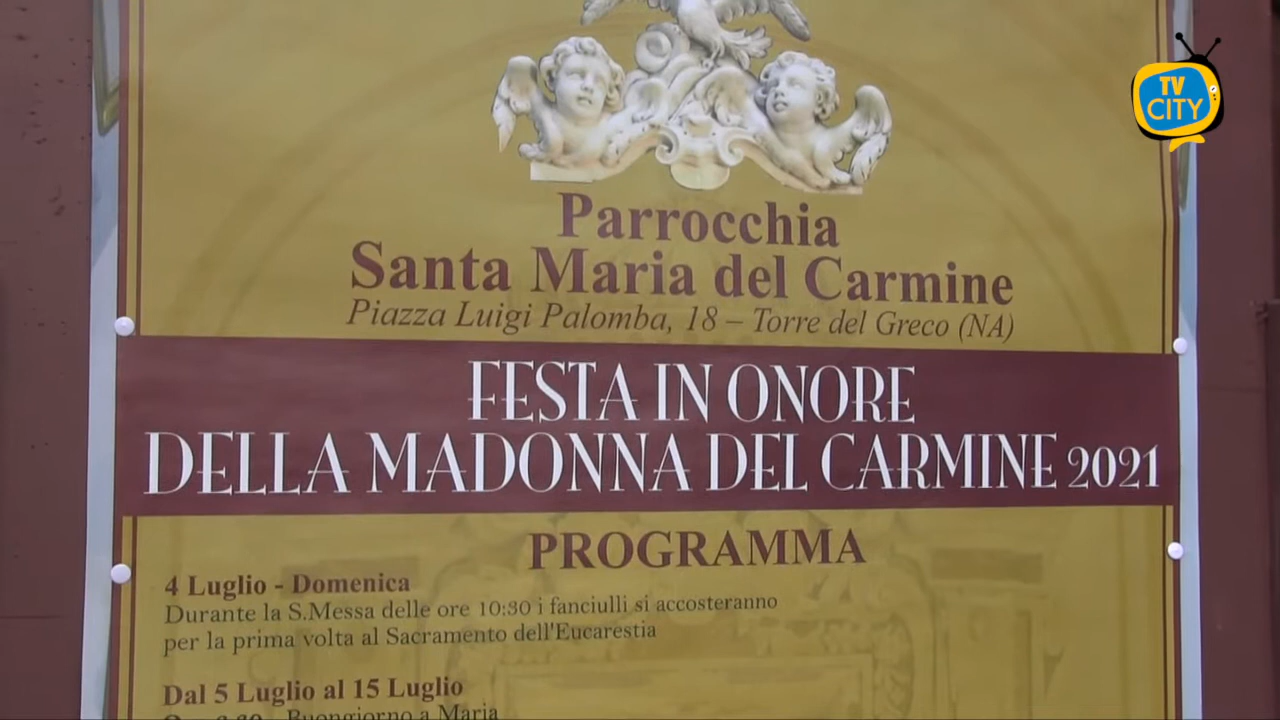 TV
CITY
Parrocchia
Santa Maria del Carmine
Piazza Luigi Palomba, 18 – Torre del Greco (NA)
FESTA IN ONORE
DELLA MADONNA DEL CARMINE 2021
PROGRAMMA
4 Luglio - Domenica
Durante la S.Messa delle ore 10:30 i fanciulli si accosteranno
per la prima volta al Sacramento dell'Eucarestia
Dal 5 Luglio al 15 Luglio
Buongiorno a Maria